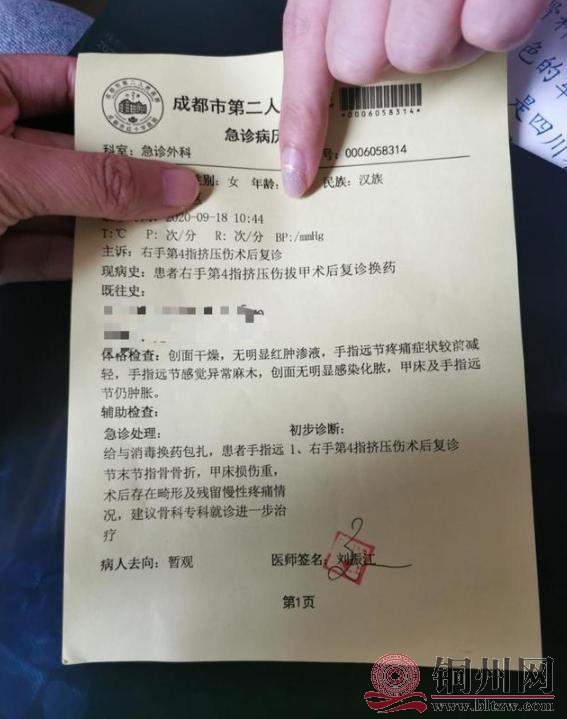 成都市第二人
*0006058314*
急诊病历
科室: 急诊外科
号: 0006058314
性别: 女 年龄: 民族: 汉族
2020-09-18 10:44
T:℃ P: 次/分 R: 次/分 BP:/mmHg
主诉: 右手第4指挤压伤术后复诊
现病史: 患者右手第4指挤压伤拔甲术后复诊换药
既往史:
体格检查: 创面干燥, 无明显红肿渗液, 手指远节疼痛症状较前减
轻, 手指远节感觉异常麻木, 创面无明显感染化脓, 甲床及手指远
节仍肿胀。
辅助检查:
急诊处理:
初步诊断:
给与消毒换药包扎, 患者手指远
1、右手第4指挤压伤术后复诊
节末节指骨骨折, 甲床损伤重,
术后存在畸形及残留慢性疼痛情
况, 建议骨科专科就诊进一步治
疗
病人去向: 暂观
医师签名: 刘振江
第1页
色的
是四川
铜州网
www.bltzw.com